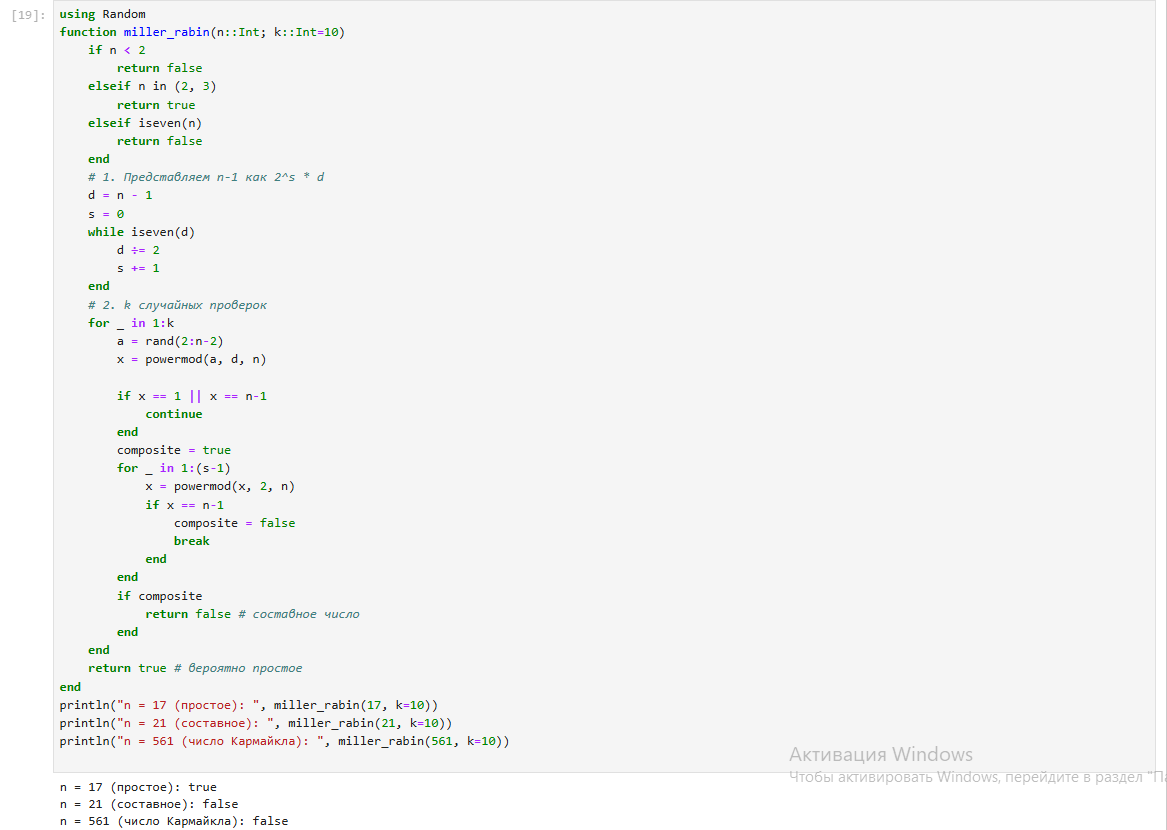 [19]:
using Random
function miller_rabin(n::Int; k::Int=10)
    if n < 2
        return false
    elseif n in (2, 3)
        return true
    elseif iseven(n)
        return false
    end
    # 1. Представляем n-1 как 2^s * d
    d = n - 1
    s = 0
    while iseven(d)
        d ÷= 2
        s += 1
    end
    # 2. k случайных проверок
    for _ in 1:k
        a = rand(2:n-2)
        x = powermod(a, d, n)

        if x == 1 || x == n-1
            continue
        end
        composite = true
        for _ in 1:(s-1)
            x = powermod(x, 2, n)
            if x == n-1
                composite = false
                break
            end
        end
        if composite
            return false # составное число
        end
    end
    return true # вероятно простое
end
println("n = 17 (простое): ", miller_rabin(17, k=10))
println("n = 21 (составное): ", miller_rabin(21, k=10))
println("n = 561 (число Кармайкла): ", miller_rabin(561, k=10))
Активация Windows
Чтобы активировать Windows, перейдите в раздел "Па
n = 17 (простое): true
n = 21 (составное): false
n = 561 (число Кармайкла): false